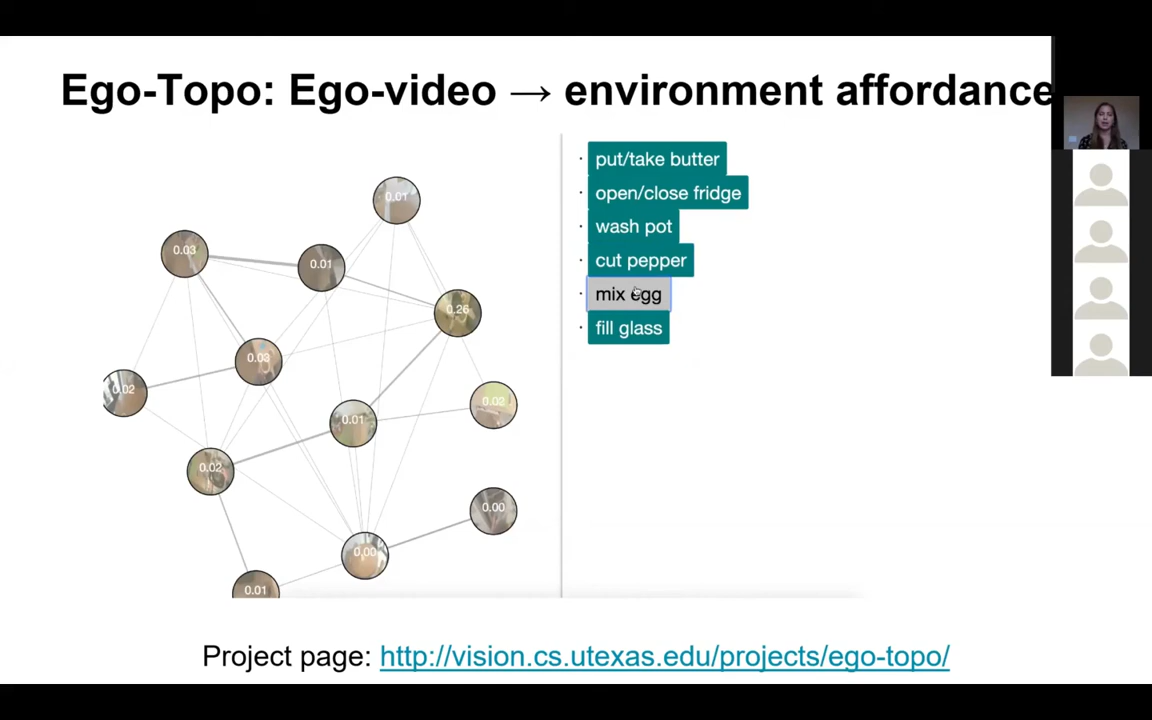 Ego-Topo: Ego-video → environment affordance
put/take butter
open/close fridge
wash pot
cut pepper
mix egg
fill glass
0.01
0.03
0.01
0.26
0.03
0.02
0.02
0.01
0.02
0.00
0.00
0.01
Project page: http://vision.cs.utexas.edu/projects/ego-topo/